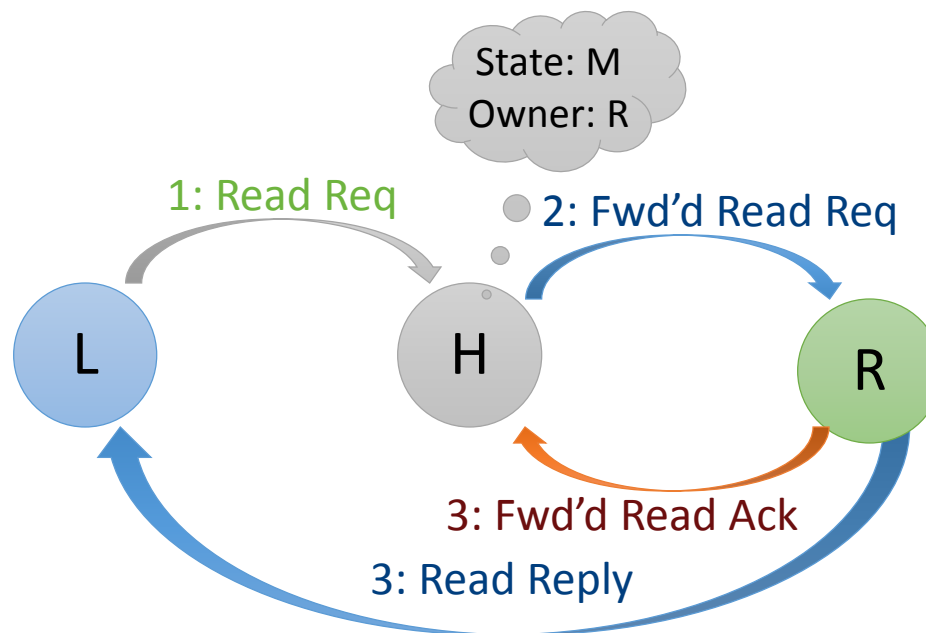 State: M
Owner: R
1: Read Req
2: Fwd’d Read Req
L
H
R
3: Fwd’d Read Ack
3: Read Reply